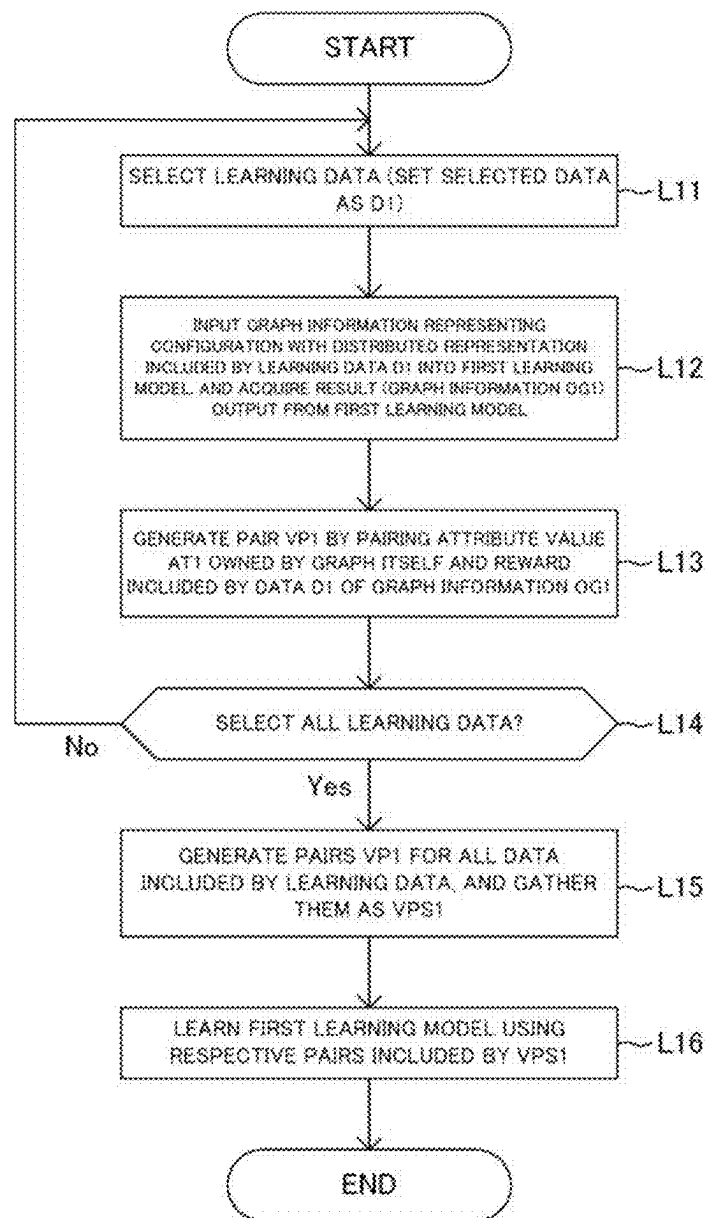 START
SELECT LEARNING DATA (SET SELECTED DATA
AS D1)
L11
INPUT GRAPH INFORMATION REPRESENTING
CONFIGURATION WITH DISTRIBUTED REPRESENTATION
INCLUDED BY LEARNING DATA D1 INTO FIRST LEARNING
MODEL, AND ACQUIRE RESULT (GRAPH INFORMATION OG1)
OUTPUT FROM FIRST LEARNING MODEL
L12
GENERATE PAIR VP1 BY PAIRING ATTRIBUTE VALUE
AT1 OWNED BY GRAPH ITSELF AND REWARD
INCLUDED BY DATA D1 OF GRAPH INFORMATION OG1
L13
SELECT ALL LEARNING DATA?
L14
No
Yes
GENERATE PAIRS VP1 FOR ALL DATA
INCLUDED BY LEARNING DATA, AND GATHER
THEM AS VPS1
L15
LEARN FIRST LEARNING MODEL USING
RESPECTIVE PAIRS INCLUDED BY VPS1
L16
END